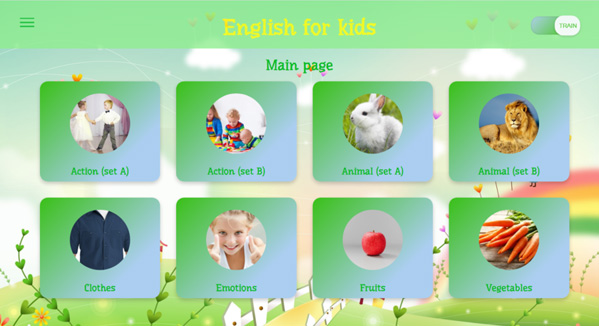 English for kids
TRAIN
Main page
Action (set A)
Action (set B)
Animal (set A)
Animal (set B)
Clothes
Emotions
Fruits
Vegetables